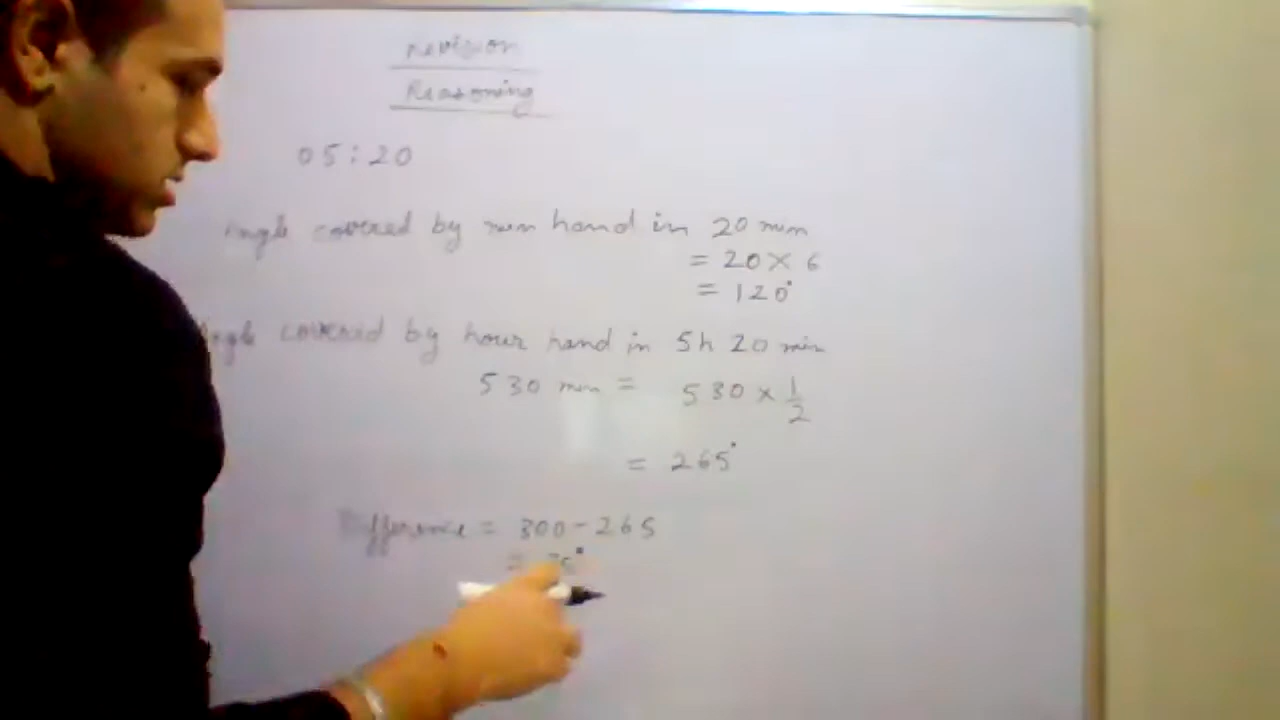 Revision
Reasoning
05:20
Angle covered by min hand in 20 min
= 20 × 6
= 120°
Angle covered by hour hand in 5h 20 min
530 min = 530 × 1/2
= 265°
Difference = 300 - 265
=